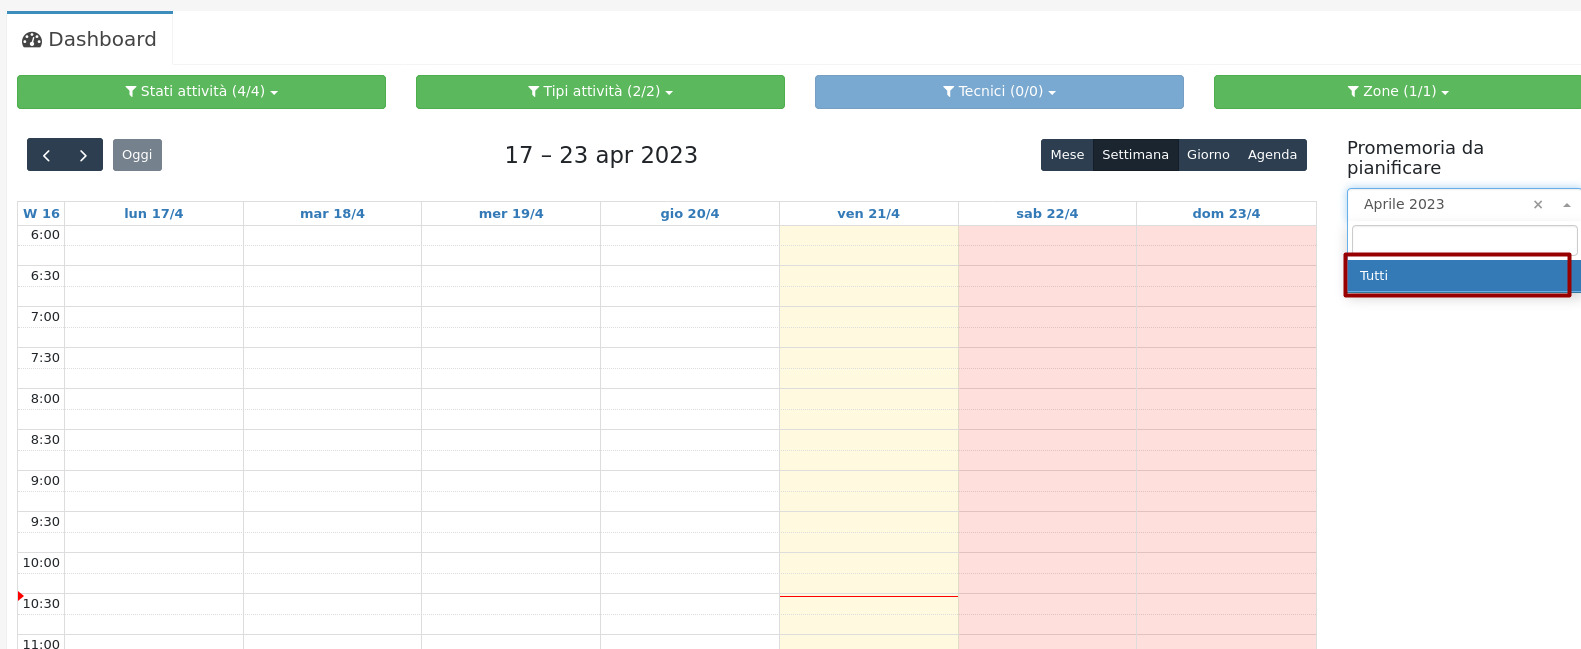 Dashboard
Stati attività (4/4)
Tipi attività (2/2)
Tecnici (0/0)
Zone (1/1)
Oggi
17 – 23 apr 2023
Mese Settimana Giorno Agenda
Promemoria da
pianificare
Aprile 2023 ×
Tutti
W 16 lun 17/4 mar 18/4 mer 19/4 gio 20/4 ven 21/4 sab 22/4 dom 23/4
6:00
6:30
7:00
7:30
8:00
8:30
9:00
9:30
10:00
10:30
11:00